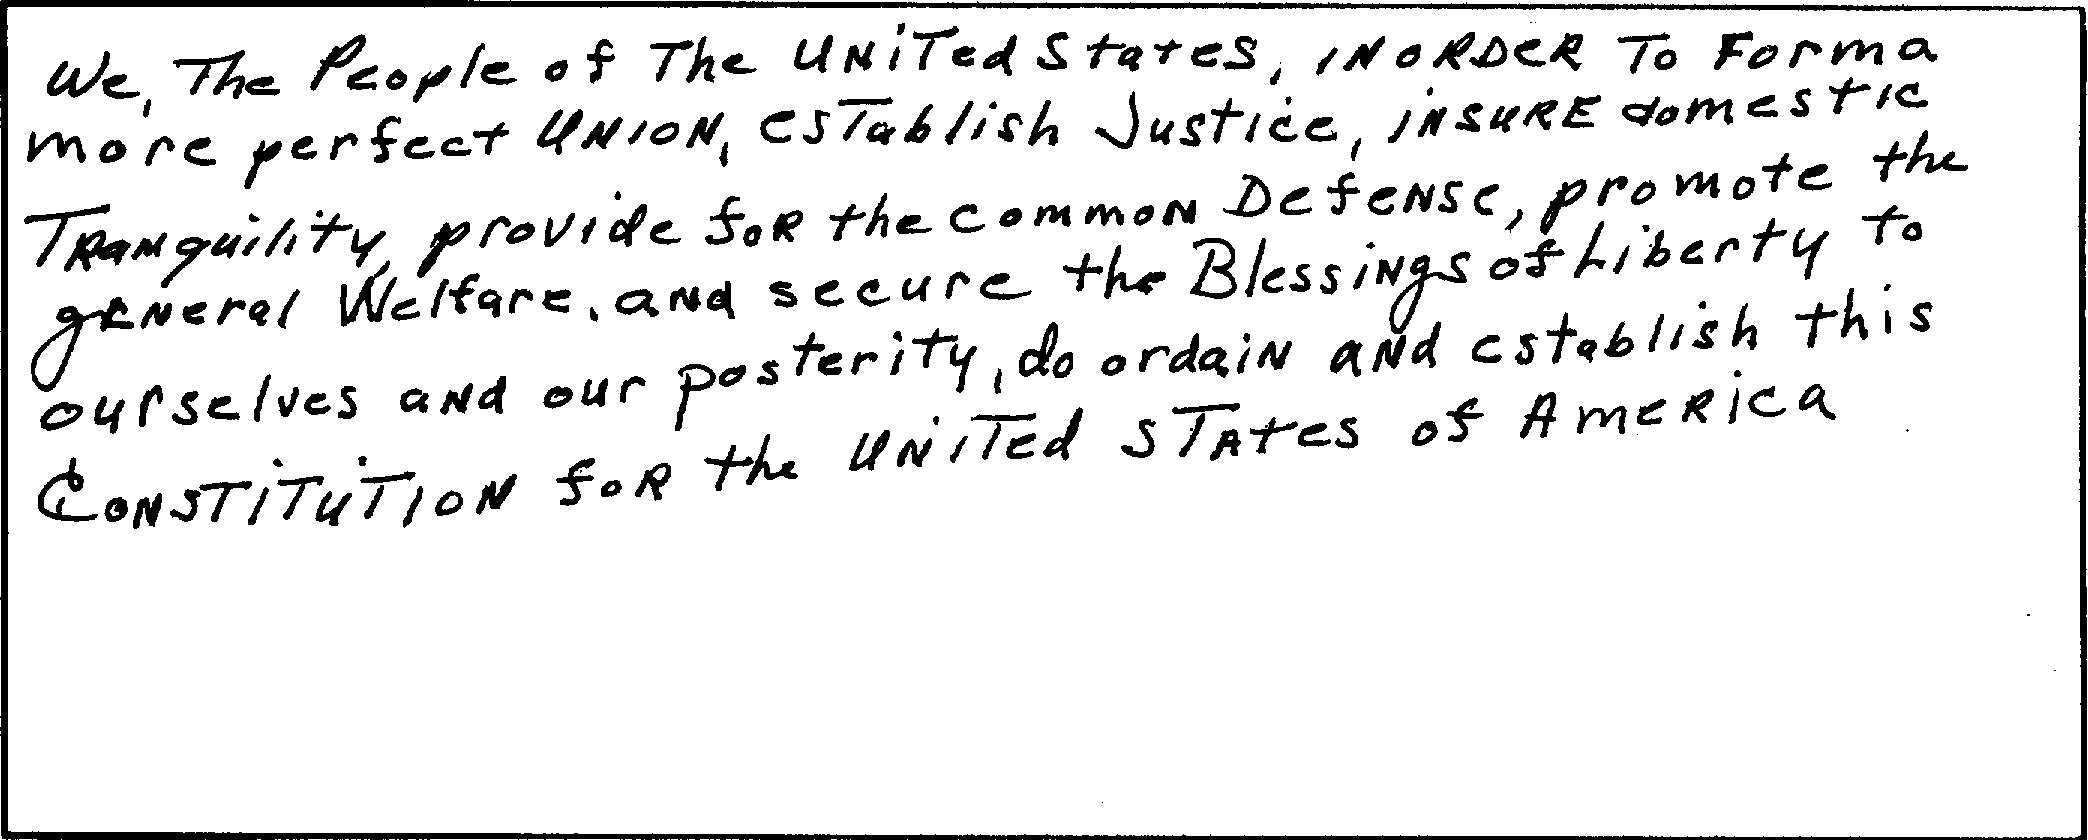 We, The People of The UNiTed States, INORDER To Form a
more perfect UNION, esTablish Justice, iNSURE domestic
TRaNquility, provide foR the commoN DefeNse, promote the
geNeral Welfare, aNd secure the BlessiNgs of Liberty to
ourselves aNd our posterity, do ordaiN aNd establish this
CoNSTiTuTioN foR the UNiTed STAtes of AmeRica